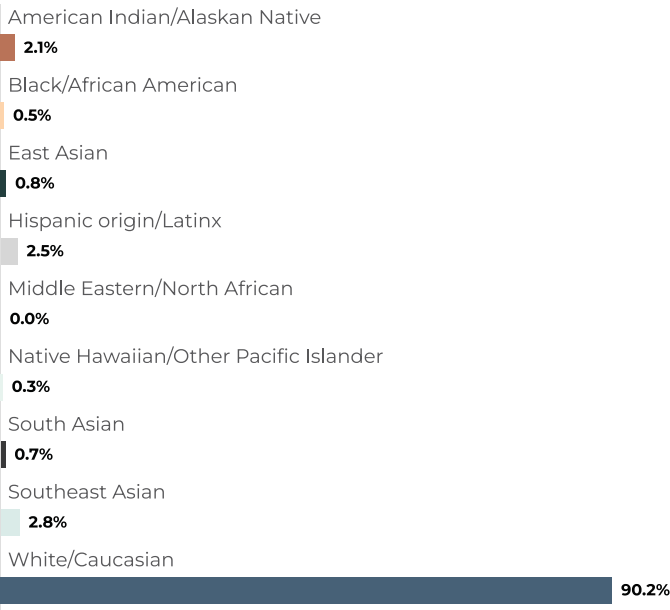 American Indian/Alaskan Native
2.1%
Black/African American
0.5%
East Asian
0.8%
Hispanic origin/Latinx
2.5%
Middle Eastern/North African
0.0%
Native Hawaiian/Other Pacific Islander
0.3%
South Asian
0.7%
Southeast Asian
2.8%
White/Caucasian
90.2%